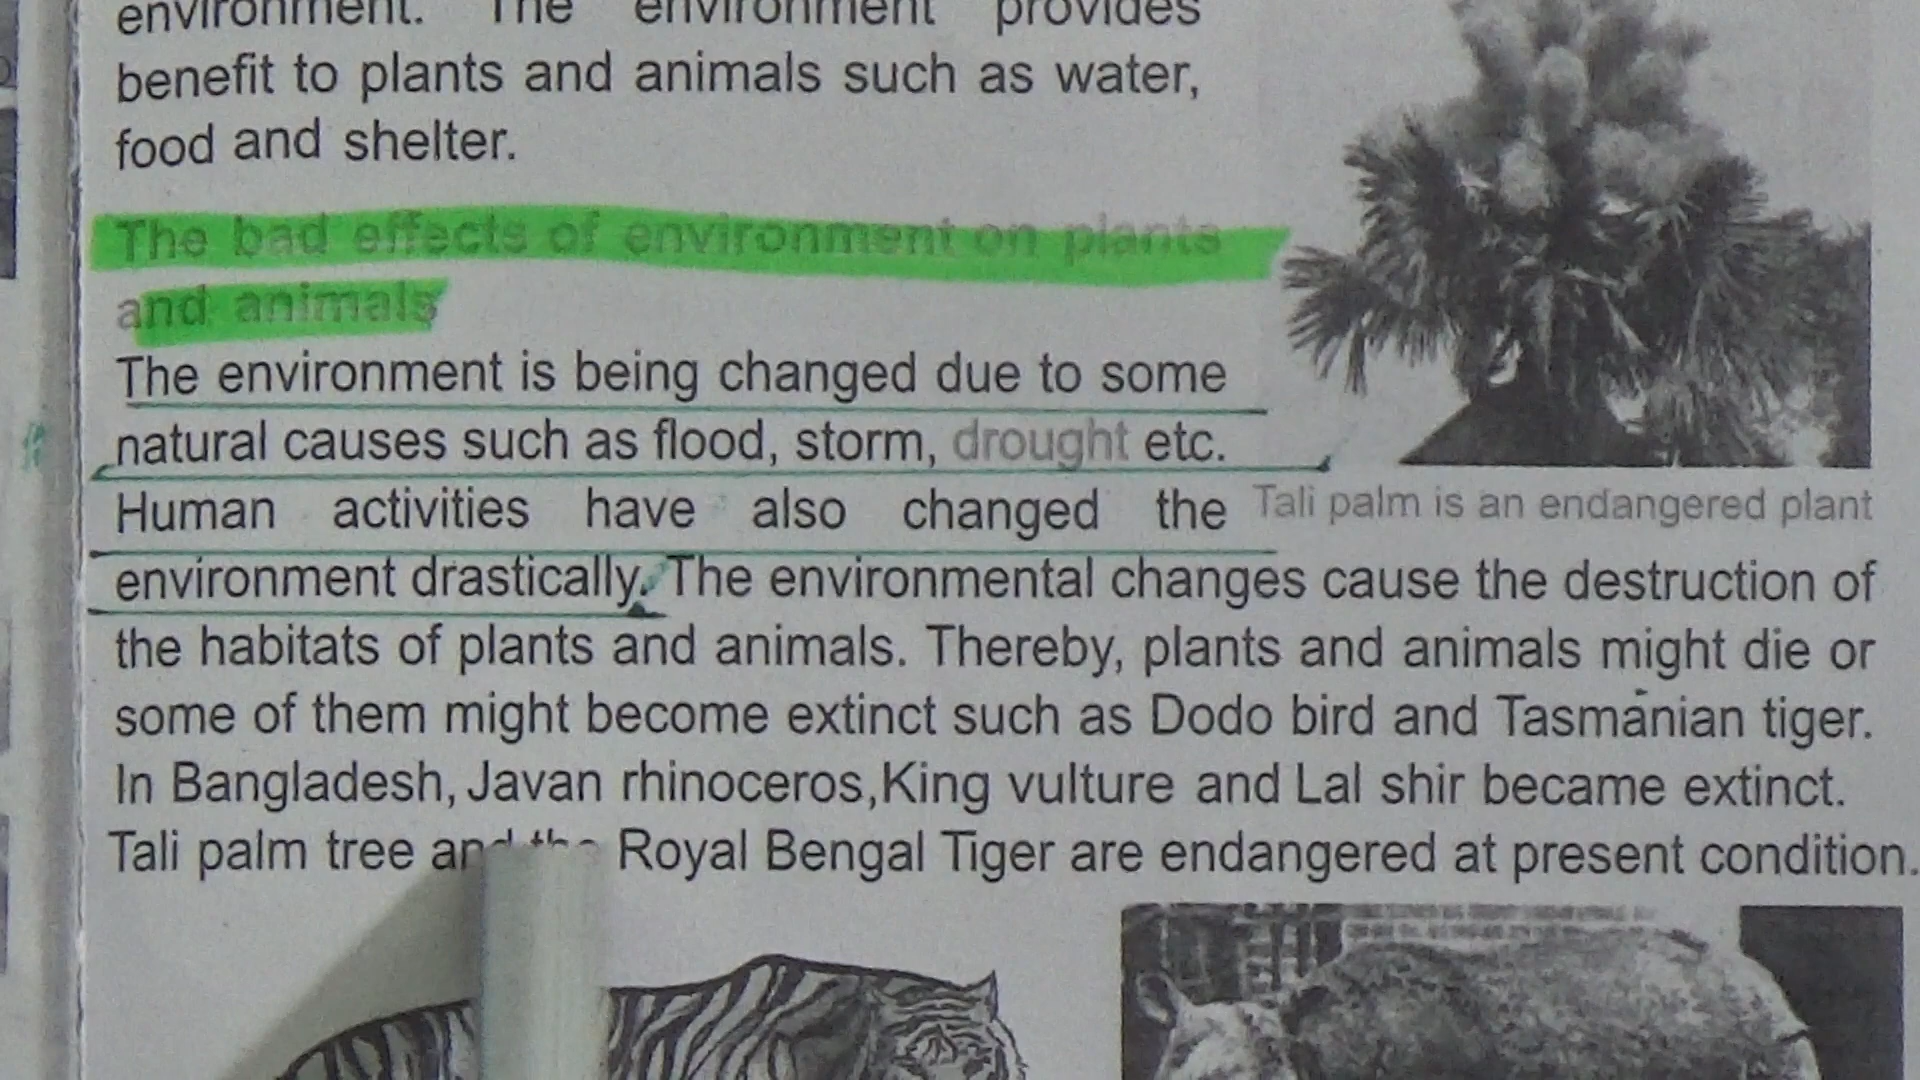 environment. The environment provides
benefit to plants and animals such as water,
food and shelter.
The bad effects of environment on plants
and animals
The environment is being changed due to some
natural causes such as flood, storm, drought etc.
Human activities have also changed the
Tali palm is an endangered plant
environment drastically. The environmental changes cause the destruction of
the habitats of plants and animals. Thereby, plants and animals might die or
some of them might become extinct such as Dodo bird and Tasmanian tiger.
In Bangladesh, Javan rhinoceros,King vulture and Lal shir became extinct.
Tali palm tree and the Royal Bengal Tiger are endangered at present condition.